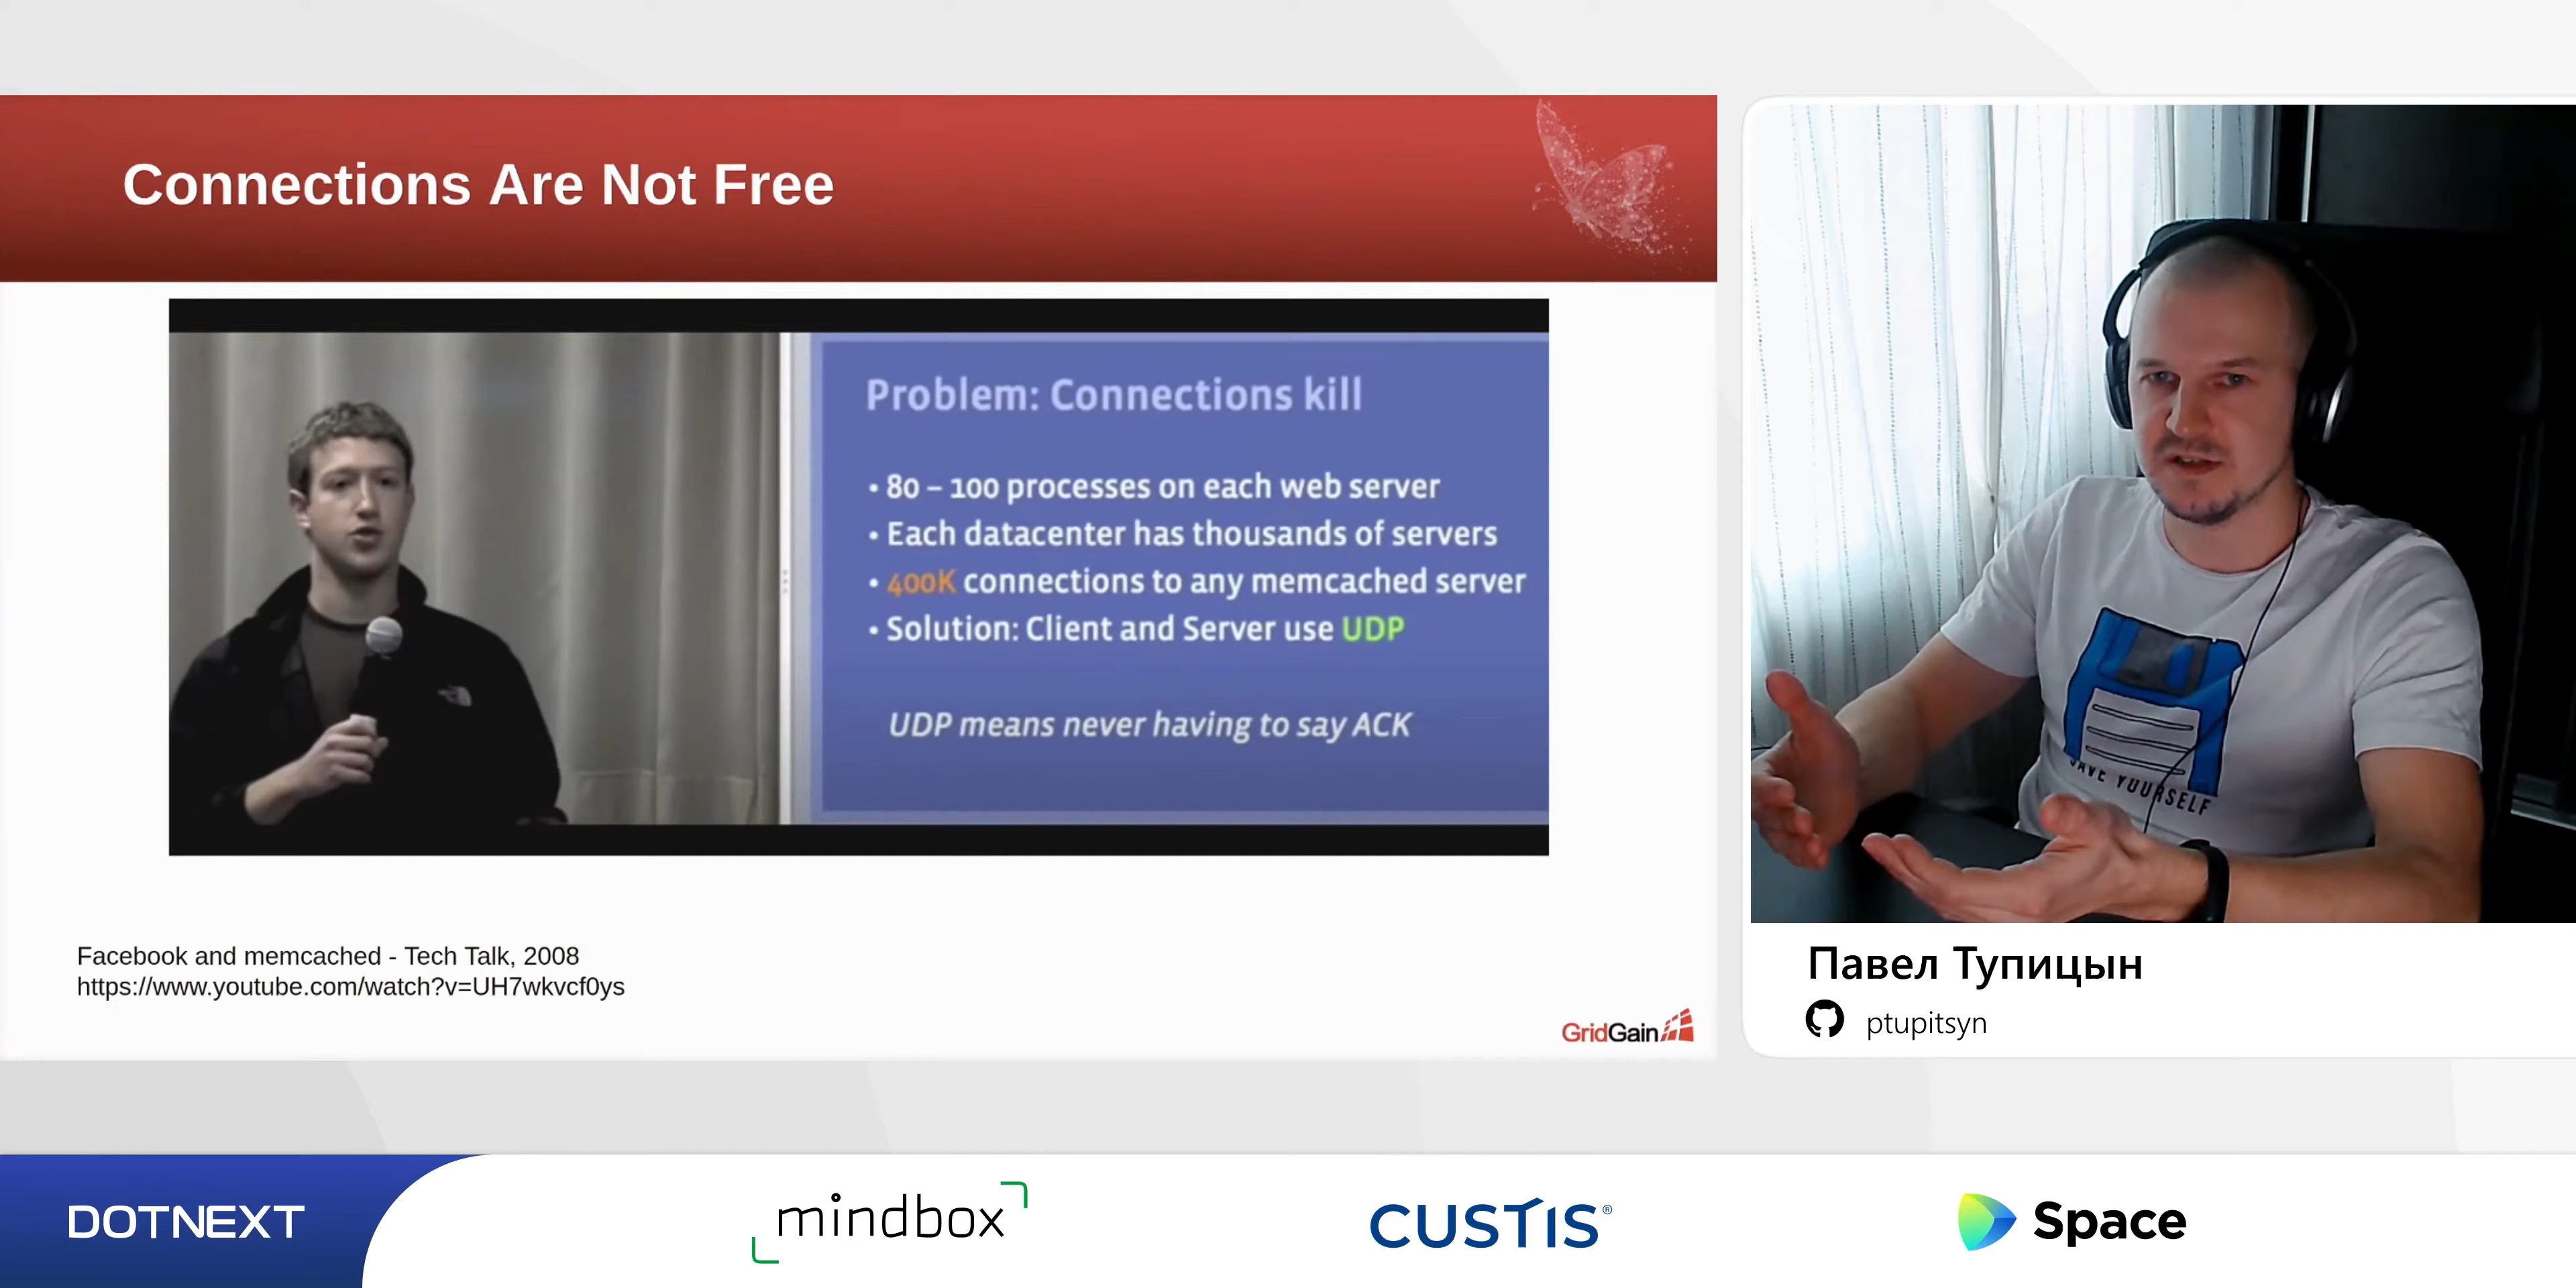 Connections Are Not Free
Problem: Connections kill
• 80 – 100 processes on each web server
• Each datacenter has thousands of servers
• 400K connections to any memcached server
• Solution: Client and Server use UDP
UDP means never having to say ACK
Facebook and memcached - Tech Talk, 2008
https://www.youtube.com/watch?v=UH7wkvcf0ys
GridGain
SAVE YOURSELF
Павел Тупицын
ptupitsyn
DOTNEXT
mindbox
CUSTIS®
Space